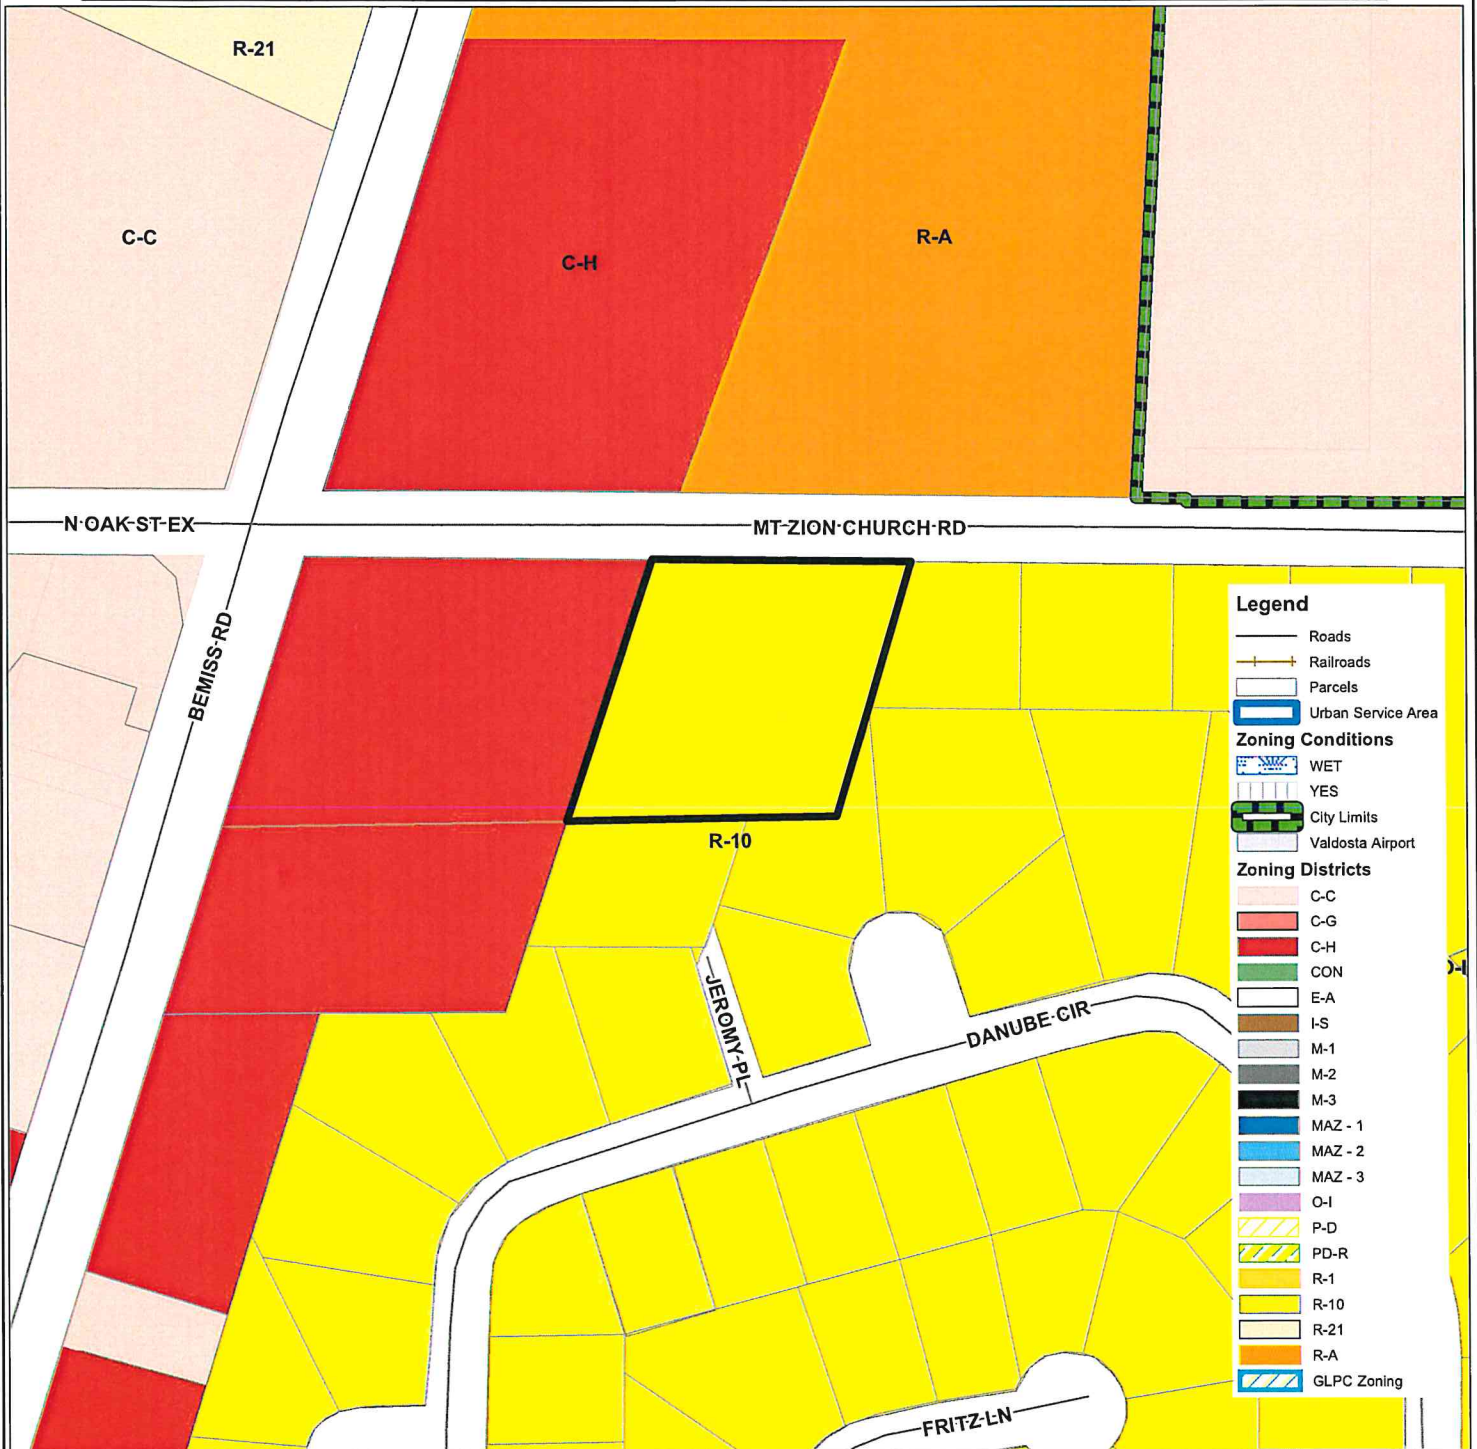 R-21
C-C
C-H
R-A
N OAK ST EX
MT ZION CHURCH RD
BEMISS RD
R-10
JEROMY PL
DANUBE CIR
FRITZ LN
Legend
Roads
Railroads
Parcels
Urban Service Area
Zoning Conditions
WET
YES
City Limits
Valdosta Airport
Zoning Districts
C-C
C-G
C-H
CON
E-A
I-S
M-1
M-2
M-3
MAZ - 1
MAZ - 2
MAZ - 3
O-I
P-D
PD-R
R-1
R-10
R-21
R-A
GLPC Zoning